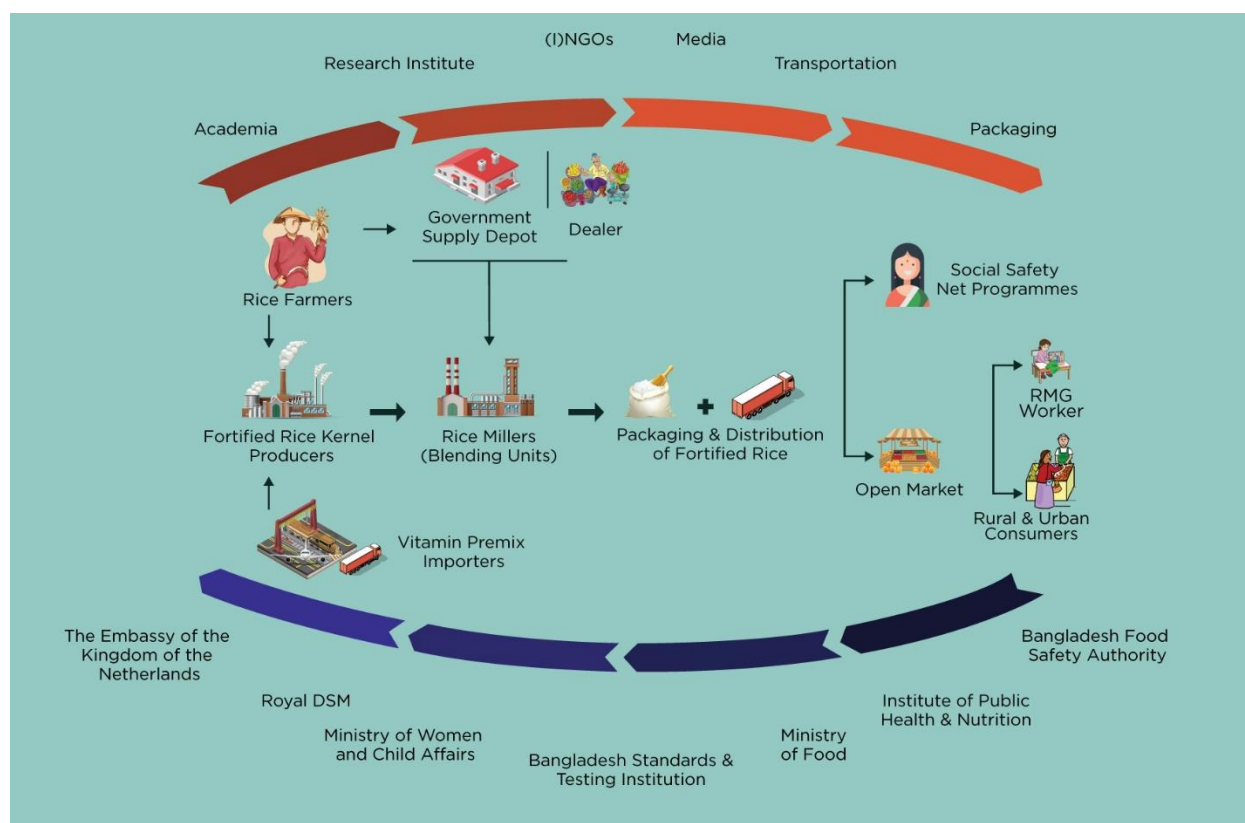 (I)NGOs
Media
Research Institute
Transportation
Academia
Packaging
Government
Supply Depot
Dealer
Rice Farmers
Social Safety
Net Programmes
RMG
Worker
Fortified Rice Kernel
Producers
Rice Millers
(Blending Units)
Packaging & Distribution
of Fortified Rice
Open Market
Rural & Urban
Consumers
Vitamin Premix
Importers
The Embassy of the
Kingdom of the
Netherlands
Bangladesh Food
Safety Authority
Royal DSM
Institute of Public
Health & Nutrition
Ministry of Women
and Child Affairs
Ministry
of Food
Bangladesh Standards &
Testing Institution